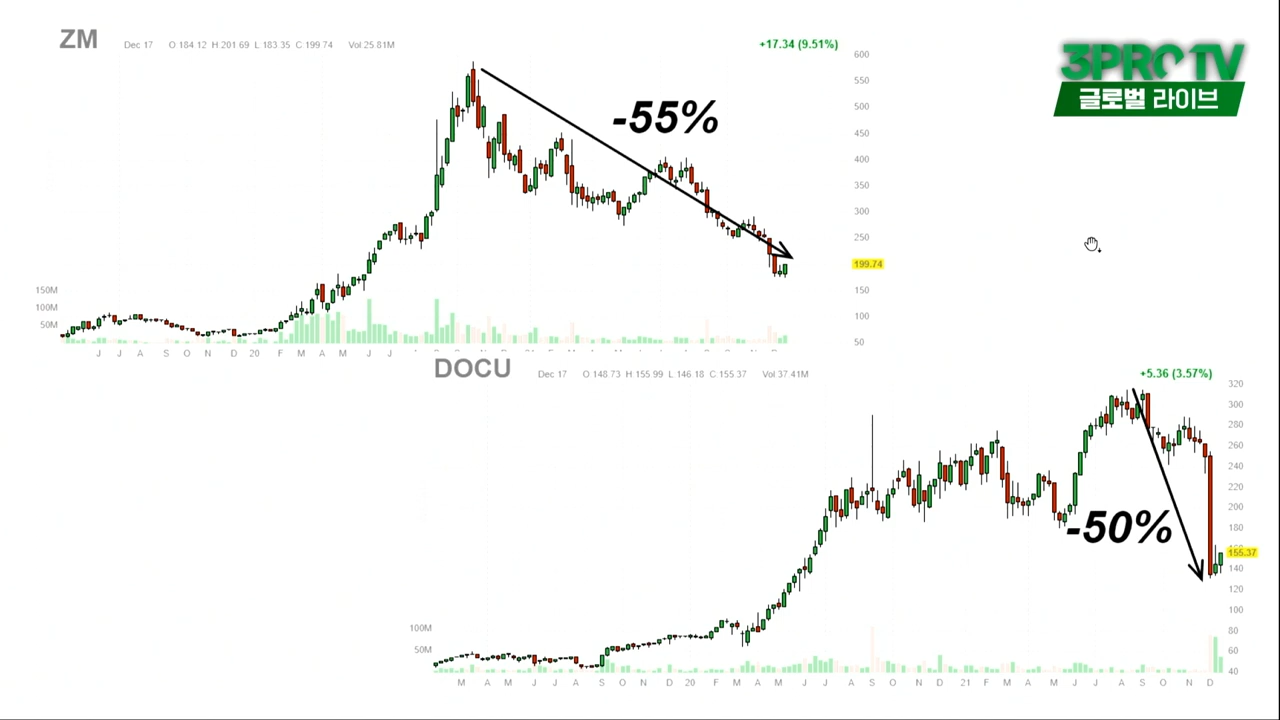 ZM
Dec 17 O 184.12 H 201.69 L 183.35 C 199.74 Vol 25.81M
+17.34 (9.51%)
3PRO TV
글로벌 라이브
-55%
600
550
500
450
400
350
300
250
199.74
150
100
50
150M
100M
50M
J J A S O N D 20 F M A M J J
DOCU
Dec 17 O 148.73 H 155.99 L 146.18 C 155.37 Vol 37.41M
+5.36 (3.57%)
-50%
320
300
280
260
240
220
200
180
155.37
140
120
100
80
60
40
100M
50M
M A M J J A S O N D 20 F M A M J J A S O N D 21 F M A M J J A S O N D